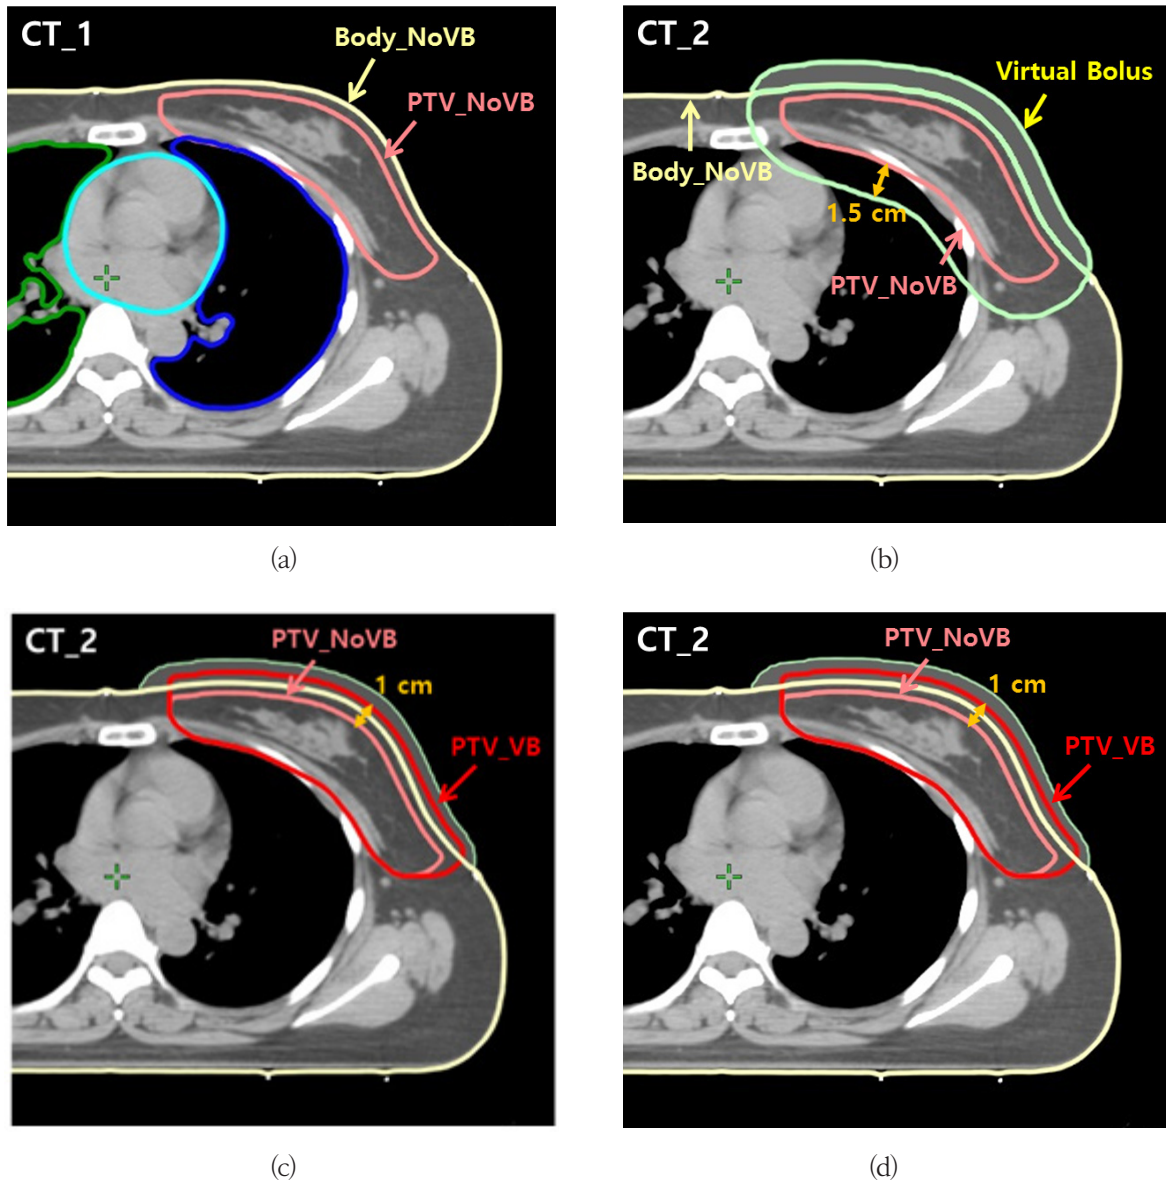 CT_1
Body_NoVB
PTV_NoVB
(a)
CT_2
Virtual Bolus
Body_NoVB
1.5 cm
PTV_NoVB
(b)
CT_2
PTV_NoVB
1 cm
PTV_VB
(c)
CT_2
PTV_NoVB
1 cm
PTV_VB
(d)